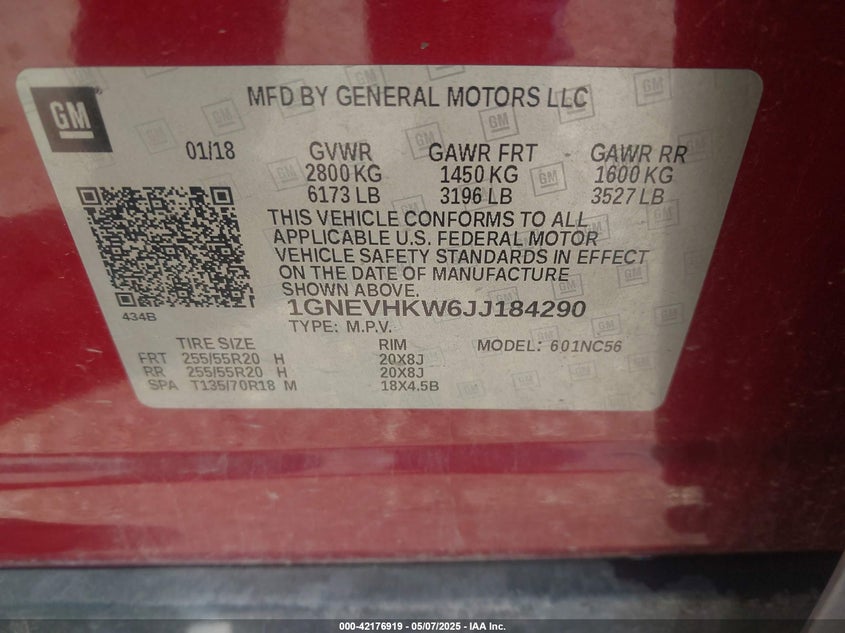 GM
MFD BY GENERAL MOTORS LLC
01/18 GVWR GAWR FRT GAWR RR
2800 KG 1450 KG 1600 KG
6173 LB 3196 LB 3527 LB
THIS VEHICLE CONFORMS TO ALL
APPLICABLE U.S. FEDERAL MOTOR
VEHICLE SAFETY STANDARDS IN EFFECT
ON THE DATE OF MANUFACTURE
SHOWN ABOVE.
434B
1GNEVHKW6JJ184290
TYPE: M.P.V.
TIRE SIZE RIM MODEL: 601NC56
FRT 255/55R20 H 20X8J
RR 255/55R20 H 20X8J
SPA T135/70R18 M 18X4.5B
000-42176919 - 05/07/2025 - IAA Inc.